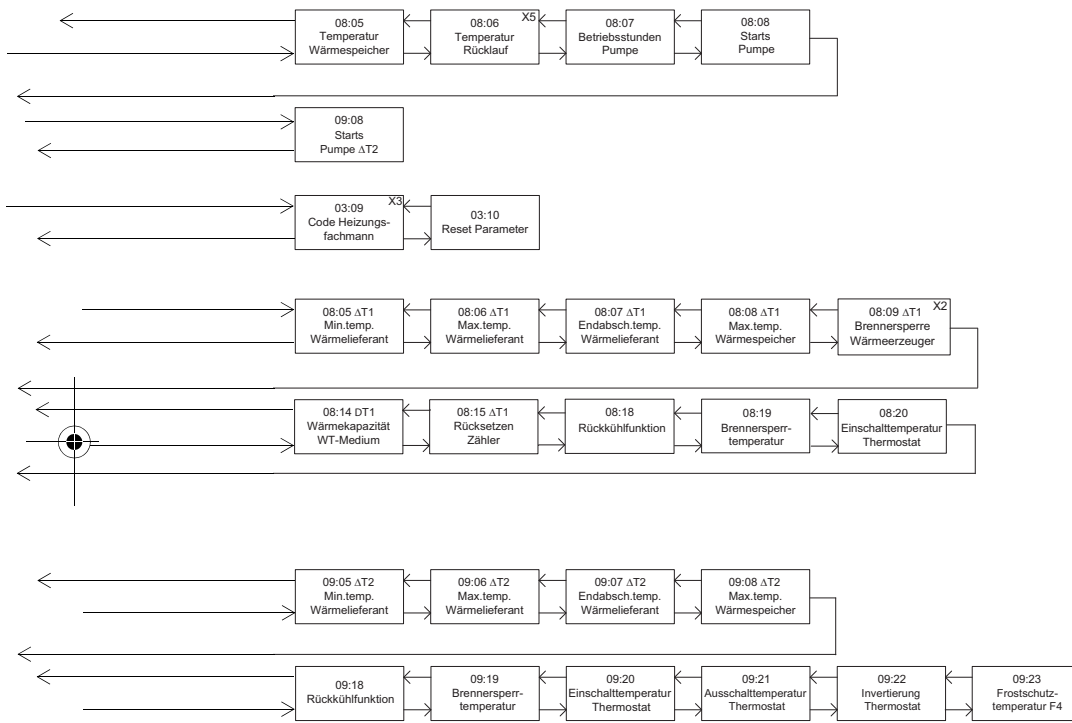 08:05
Temperatur
Wärmespeicher
X5
08:06
Temperatur
Rücklauf
08:07
Betriebsstunden
Pumpe
08:08
Starts
Pumpe
09:08
Starts
Pumpe ΔT2
X3
03:09
Code Heizungs-
fachmann
03:10
Reset Parameter
08:05 ΔT1
Min.temp.
Wärmelieferant
08:06 ΔT1
Max.temp.
Wärmelieferant
08:07 ΔT1
Endabsch.temp.
Wärmelieferant
08:08 ΔT1
Max.temp.
Wärmespeicher
X2
08:09 ΔT1
Brennersperre
Wärmeerzeuger
08:14 DT1
Wärmekapazität
WT-Medium
08:15 ΔT1
Rücksetzen
Zähler
08:18
Rückkühlfunktion
08:19
Brennersperr-
temperatur
08:20
Einschalttemperatur
Thermostat
09:05 ΔT2
Min.temp.
Wärmelieferant
09:06 ΔT2
Max.temp.
Wärmelieferant
09:07 ΔT2
Endabsch.temp.
Wärmelieferant
09:08 ΔT2
Max.temp.
Wärmespeicher
09:18
Rückkühlfunktion
09:19
Brennersperr-
temperatur
09:20
Einschalttemperatur
Thermostat
09:21
Ausschalttemperatur
Thermostat
09:22
Invertierung
Thermostat
09:23
Frostschutz-
temperatur F4